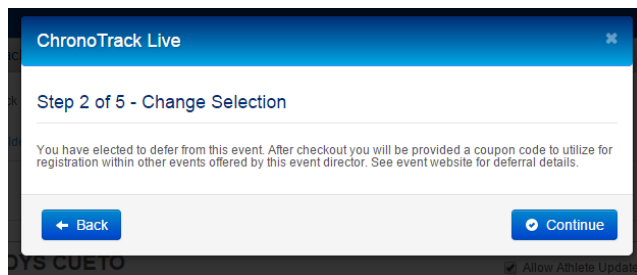 ChronoTrack Live
Step 2 of 5 - Change Selection
You have elected to defer from this event. After checkout you will be provided a coupon code to utilize for
registration within other events offered by this event director. See event website for deferral details.
Back
Continue
CUETO
Allow Athlete Update